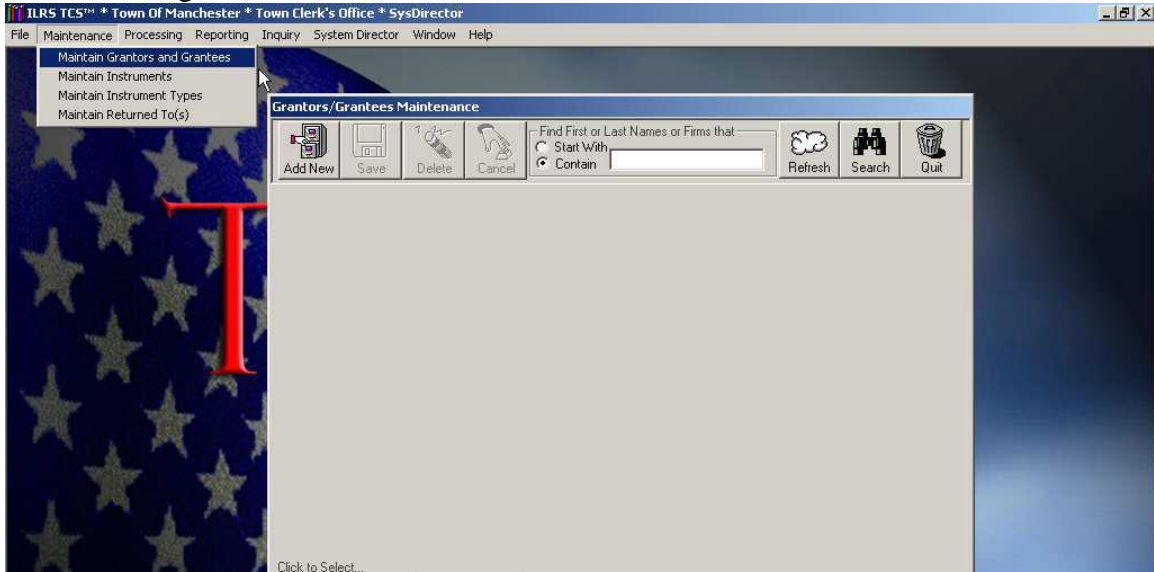 ILRS TCS™ * Town Of Manchester * Town Clerk's Office * SysDirector
File Maintenance Processing Reporting Inquiry System Director Window Help
Maintain Grantors and Grantees
Maintain Instruments
Maintain Instrument Types
Maintain Returned To(s)
Grantors/Grantees Maintenance
Find First or Last Names or Firms that
Start With
Contain
Add New Save Delete Cancel Refresh Search Quit
T
Click to Select...